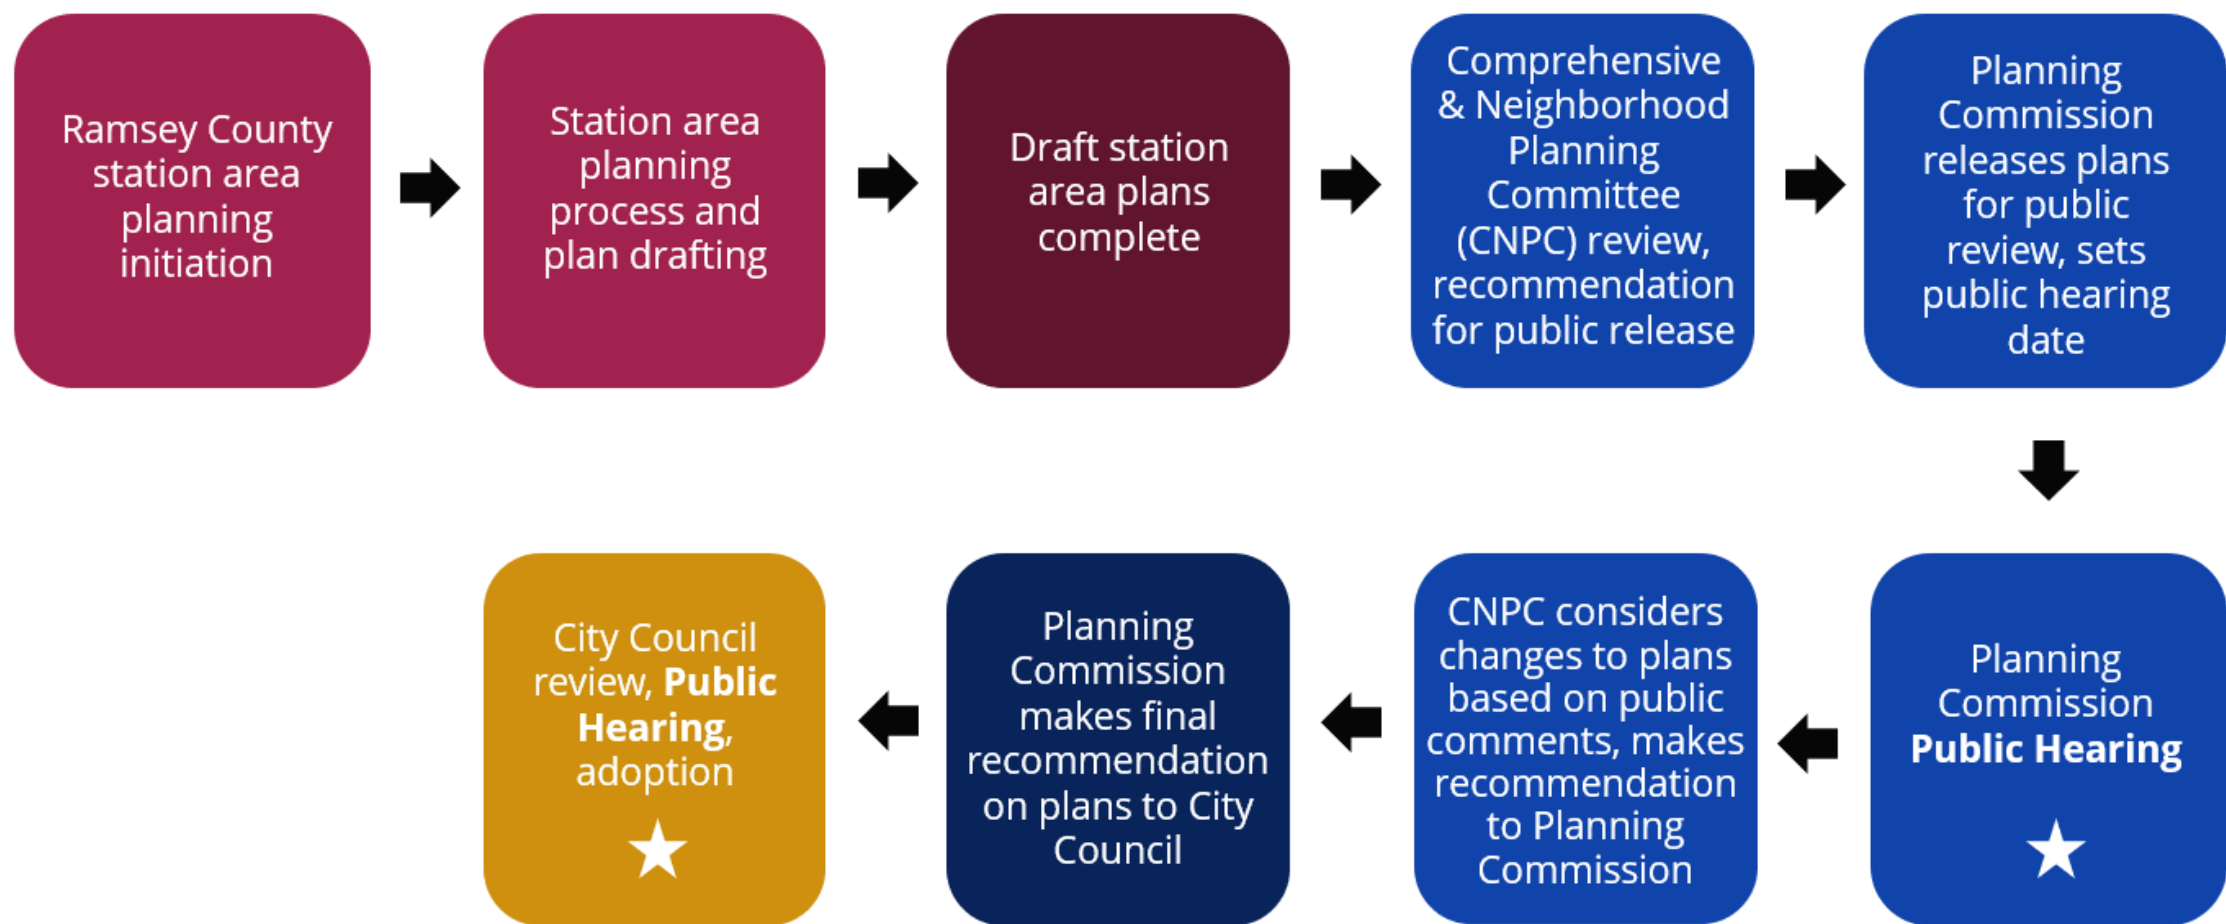 Ramsey County
station area
planning
initiation
Station area
planning
process and
plan drafting
Draft station
area plans
complete
Comprehensive
& Neighborhood
Planning
Committee
(CNPC) review,
recommendation
for public release
Planning
Commission
releases plans
for public
review, sets
public hearing
date
Planning
Commission
Public Hearing
CNPC considers
changes to plans
based on public
comments, makes
recommendation
to Planning
Commission
Planning
Commission
makes final
recommendation
on plans to City
Council
City Council
review, Public
Hearing,
adoption